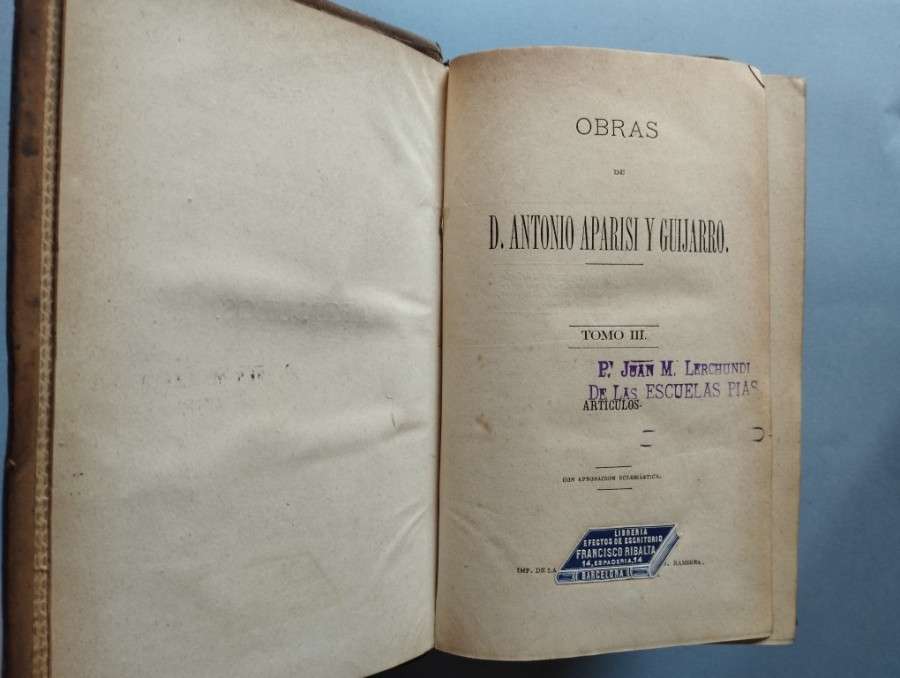 OBRAS
DE
D. ANTONIO APARISI Y GUIJARRO.
TOMO III.
P. JUAN M. LERCHUNDI
DE LAS ESCUELAS PIAS
ARTÍCULOS
CON APROBACION ECLESIÁSTICA.
LIBRERIA
EFECTOS DE ESCRITORIO
FRANCISCO RIBALTA
14, ESPADERIA, 14
BARCELONA
IMP. DE LA RAMIREZ.